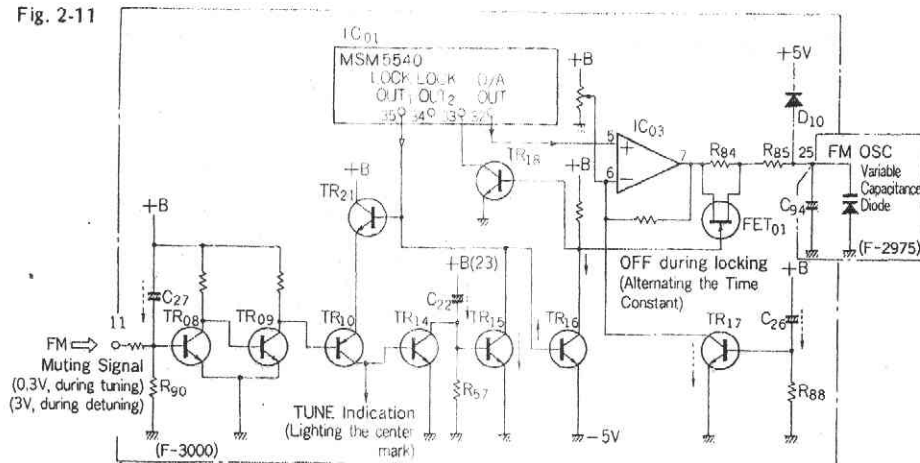 Fig. 2-11
IC01
MSM5540
LOCK LOCK D/A
OUT1 OUT2 OUT
35 34 33 32
+B
+5V
D10
IC03
5
+
6
−
7
R84
R85
25
FM OSC
Variable
Capacitance
Diode
C94
(F-2975)
FET01
TR18
+B
TR21
+B
+B
C27
TR08
TR09
TR10
TR14
+B(23)
C22
TR15
TR16
R57
OFF during locking
(Alternating the Time
Constant)
+B
TR17
C26
R88
11
FM
Muting Signal
(0.3V, during tuning)
(3V, during detuning)
R90
(F-3000)
TUNE Indication
(Lighting the center
mark)
−5V